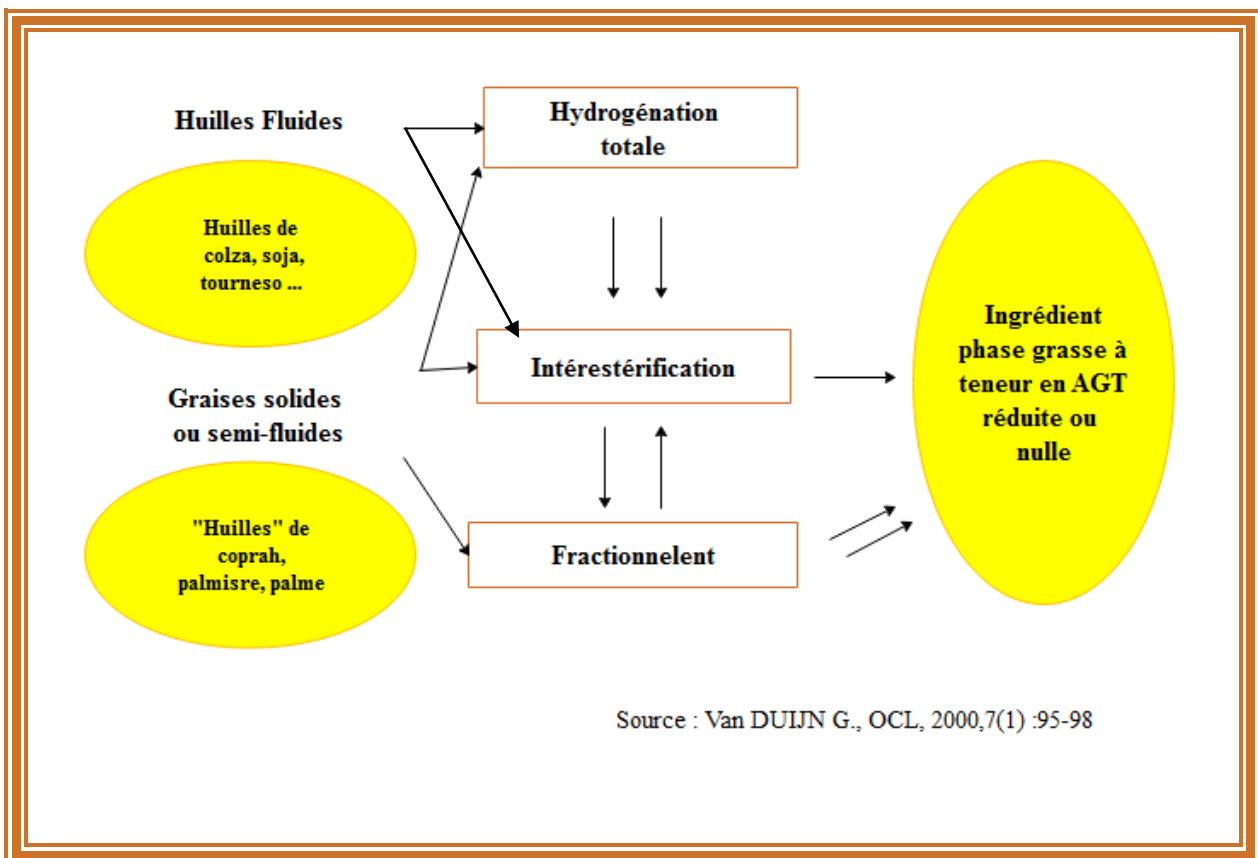 Huilles Fluides
Huilles de
colza, soja,
tourneso ...
Graises solides
ou semi-fluides
"Huilles" de
coprah,
palmisre, palme
Hydrogénation
totale
Intérestérification
Fractionnelent
Ingrédient
phase grasse à
teneur en AGT
réduite ou
nulle
Source : Van DUIJN G., OCL, 2000,7(1) :95-98